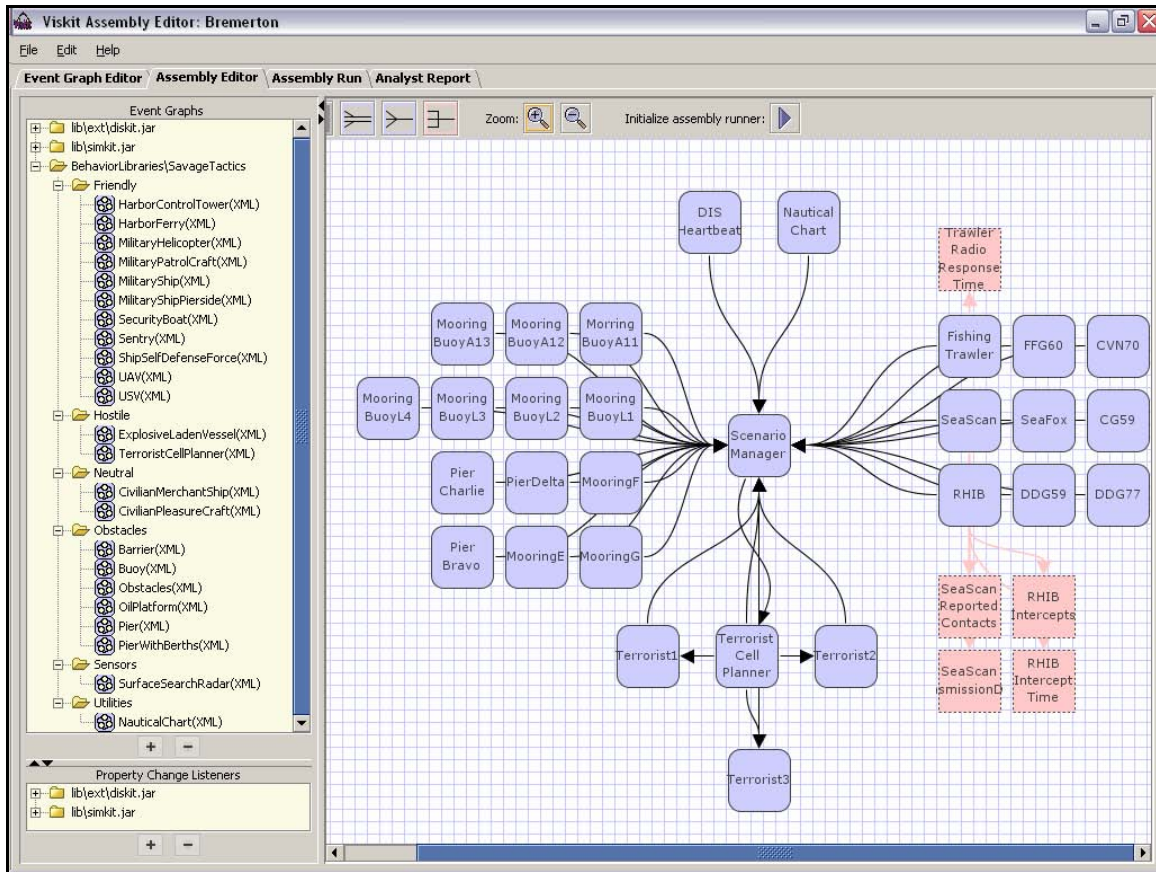 Viskit Assembly Editor: Bremerton
File Edit Help
Event Graph Editor Assembly Editor Assembly Run Analyst Report
Event Graphs
lib\ext\diskit.jar
lib\simkit.jar
BehaviorLibraries\SavageTactics
Friendly
HarborControlTower(XML)
HarborFerry(XML)
MilitaryHelicopter(XML)
MilitaryPatrolCraft(XML)
MilitaryShip(XML)
MilitaryShipPierside(XML)
SecurityBoat(XML)
Sentry(XML)
ShipSelfDefenseForce(XML)
UAV(XML)
USV(XML)
Hostile
ExplosiveLadenVessel(XML)
TerroristCellPlanner(XML)
Neutral
CivilianMerchantShip(XML)
CivilianPleasureCraft(XML)
Obstacles
Barrier(XML)
Buoy(XML)
Obstacles(XML)
OilPlatform(XML)
Pier(XML)
PierWithBerths(XML)
Sensors
SurfaceSearchRadar(XML)
Utilities
NauticalChart(XML)
+ −
Property Change Listeners
lib\ext\diskit.jar
lib\simkit.jar
+ −
Zoom: Initialize assembly runner:
DIS
Heartbeat
Nautical
Chart
Trawler
Radio
Response
Time
Mooring
BuoyA13
Mooring
BuoyA12
Morring
BuoyA11
Fishing
Trawler
FFG60
CVN70
Mooring
BuoyL4
Mooring
BuoyL3
Mooring
BuoyL2
Mooring
BuoyL1
Scenario
Manager
SeaScan
SeaFox
CG59
Pier
Charlie
PierDelta
MooringF
RHIB
DDG59
DDG77
Pier
Bravo
MooringE
MooringG
SeaScan
Reported
Contacts
RHIB
Intercepts
Terrorist1
Terrorist
Cell
Planner
Terrorist2
SeaScan
smissionD
RHIB
Intercept
Time
Terrorist3